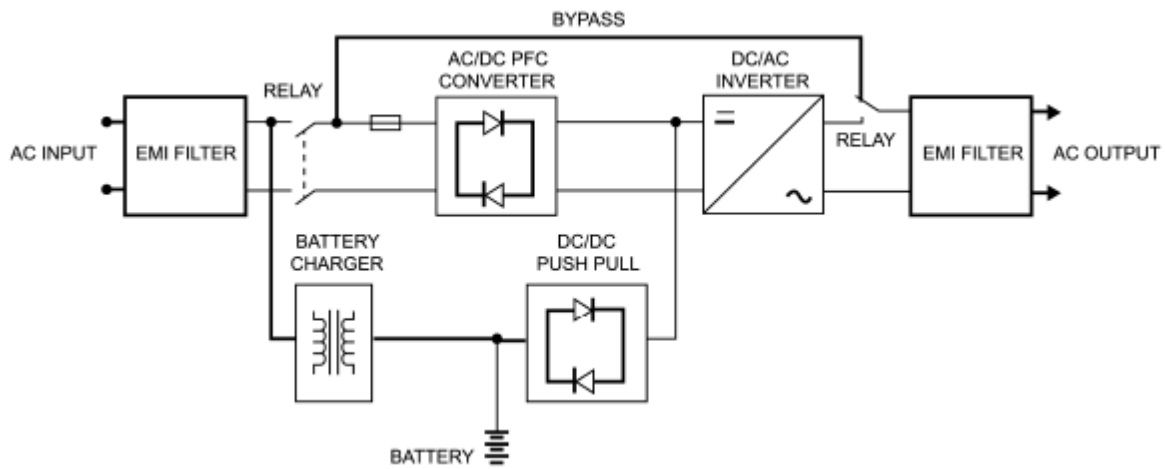 BYPASS
AC/DC PFC
CONVERTER
DC/AC
INVERTER
RELAY
AC INPUT
EMI FILTER
RELAY
EMI FILTER
AC OUTPUT
BATTERY
CHARGER
DC/DC
PUSH PULL
BATTERY